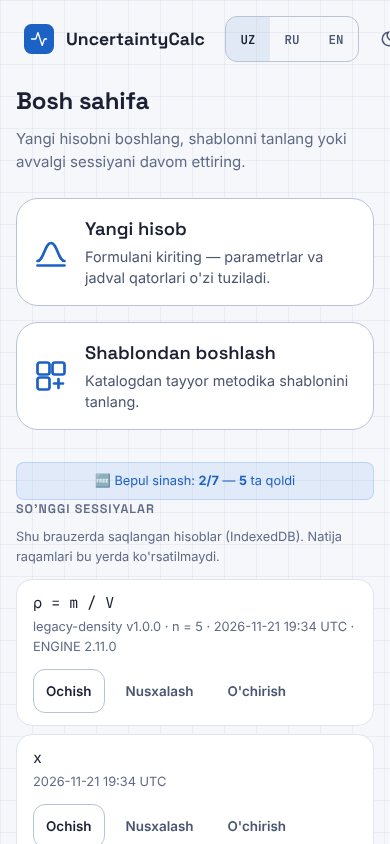 UncertaintyCalc
UZ RU EN
Bosh sahifa
Yangi hisobni boshlang, shablonni tanlang yoki
avvalgi sessiyani davom ettiring.
Yangi hisob
Formulani kiriting — parametrlar va
jadval qatorlari o'zi tuziladi.
Shablondan boshlash
Katalogdan tayyor metodika shablonini
tanlang.
🆓 Bepul sinash: 2/7 — 5 ta qoldi
SO'NGGI SESSIYALAR
Shu brauzerda saqlangan hisoblar (IndexedDB). Natija
raqamlari bu yerda ko'rsatilmaydi.
ρ = m / V
legacy-density v1.0.0 · n = 5 · 2026-11-21 19:34 UTC ·
ENGINE 2.11.0
Ochish Nusxalash O'chirish
x
2026-11-21 19:34 UTC
Ochish Nusxalash O'chirish